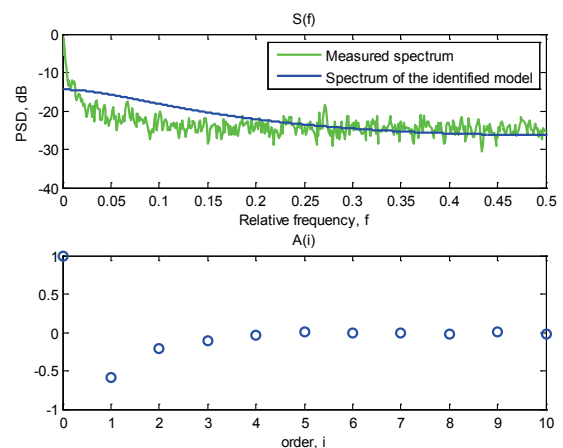 S(f)
PSD, dB
0
-10
-20
-30
-40
Measured spectrum
Spectrum of the identified model
0 0.05 0.1 0.15 0.2 0.25 0.3 0.35 0.4 0.45 0.5
Relative frequency, f
A(i)
1
0.5
0
-0.5
-1
0 1 2 3 4 5 6 7 8 9 10
order, i